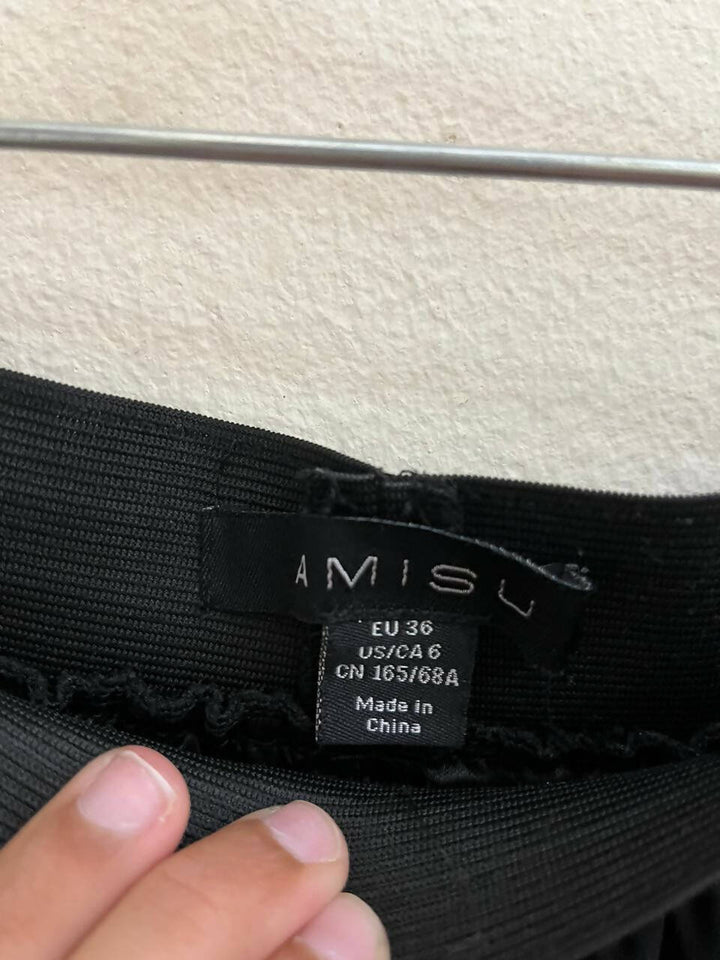 AMISU
EU 36
US/CA 6
CN 165/68A
Made in
China